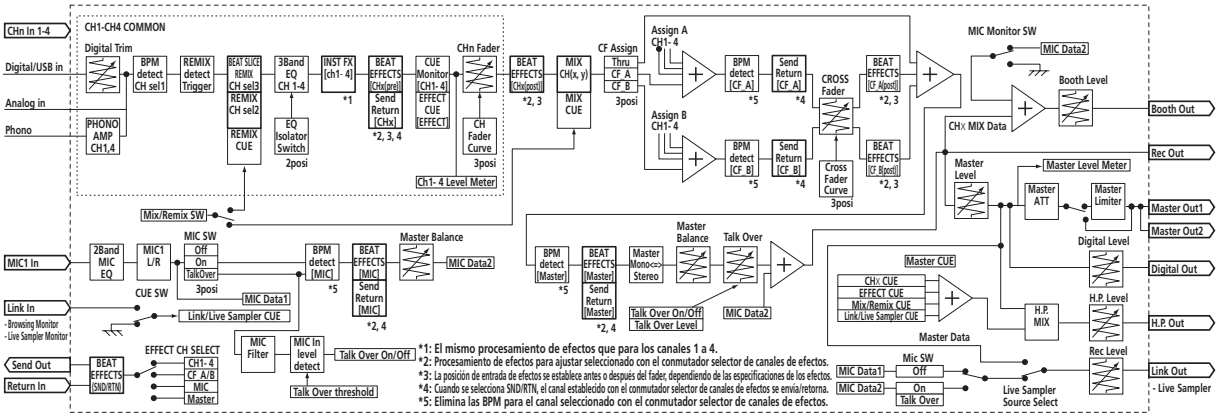 CH1-CH4 COMMON
CHn In 1-4
Digital/USB in
Analog in
Phono
Digital Trim
PHONO AMP CH1,4
BPM detect CH sel1
REMIX detect Trigger
BEAT SLICE REMIX CH sel3
REMIX CH sel2
REMIX CUE
3Band EQ CH 1-4
EQ Isolator Switch
2posi
INST FX [ch1- 4]
*1
BEAT EFFECTS [CHx(pre)]
Send Return [CHx]
*2, 3, 4
CUE Monitor [CH1- 4]
EFFECT CUE [EFFECT]
CHn Fader
CH Fader Curve
3posi
Ch1- 4 Level Meter
BEAT EFFECTS [CHx(post)]
*2, 3
MIX CH(x, y)
MIX CUE
CF Assign
Thru
CF_A
CF_B
3posi
Assign A
CH1- 4
Assign B
CH1- 4
BPM detect [CF_A]
*5
Send Return [CF_A]
*4
BPM detect [CF_B]
*5
Send Return [CF_B]
*4
CROSS Fader
Cross Fader Curve
3posi
BEAT EFFECTS [CF_A(post)]
*2, 3
BEAT EFFECTS [CF_B(post)]
*2, 3
MIC Monitor SW
MIC Data2
Booth Level
Booth Out
CHX MIX Data
Rec Out
Master Level
Master Level Meter
Master ATT
Master Limiter
Master Out1
Master Out2
Digital Level
Digital Out
Mix/Remix SW
MIC1 In
2Band MIC EQ
MIC1 L/R
MIC SW
Off
On
TalkOver
3posi
MIC Data1
BPM detect [MIC]
*5
BEAT EFFECTS [MIC]
Send Return [MIC]
*2, 4
Master Balance
MIC Data2
BPM detect [Master]
*5
BEAT EFFECTS [Master]
Send Return [Master]
*2, 4
Master Mono<=> Stereo
Master Balance
Talk Over
Talk Over On/Off
Talk Over Level
MIC Data2
Master CUE
CHX CUE
EFFECT CUE
Mix/Remix CUE
Link/Live Sampler CUE
H.P. MIX
H.P. Level
H.P. Out
Link In
- Browsing Monitor
- Live Sampler Monitor
CUE SW
Link/Live Sampler CUE
MIC Filter
MIC In level detect
Talk Over On/Off
Talk Over threshold
Send Out
Return In
BEAT EFFECTS (SND/RTN)
EFFECT CH SELECT
CH1- 4
CF A/B
MIC
Master
Master Data
Mic SW
MIC Data1
Off
MIC Data2
On
Talk Over
Live Sampler Source Select
Rec Level
Link Out
- Live Sampler
*1: El mismo procesamiento de efectos que para los canales 1 a 4.
*2: Procesamiento de efectos para ajustar seleccionado con el conmutador selector de canales de efectos.
*3: La posición de entrada de efectos se establece antes o después del fader, dependiendo de las especificaciones de los efectos.
*4: Cuando se selecciona SND/RTN, el canal establecido con el conmutador selector de canales de efectos se envía/retorna.
*5: Elimina las BPM para el canal seleccionado con el conmutador selector de canales de efectos.